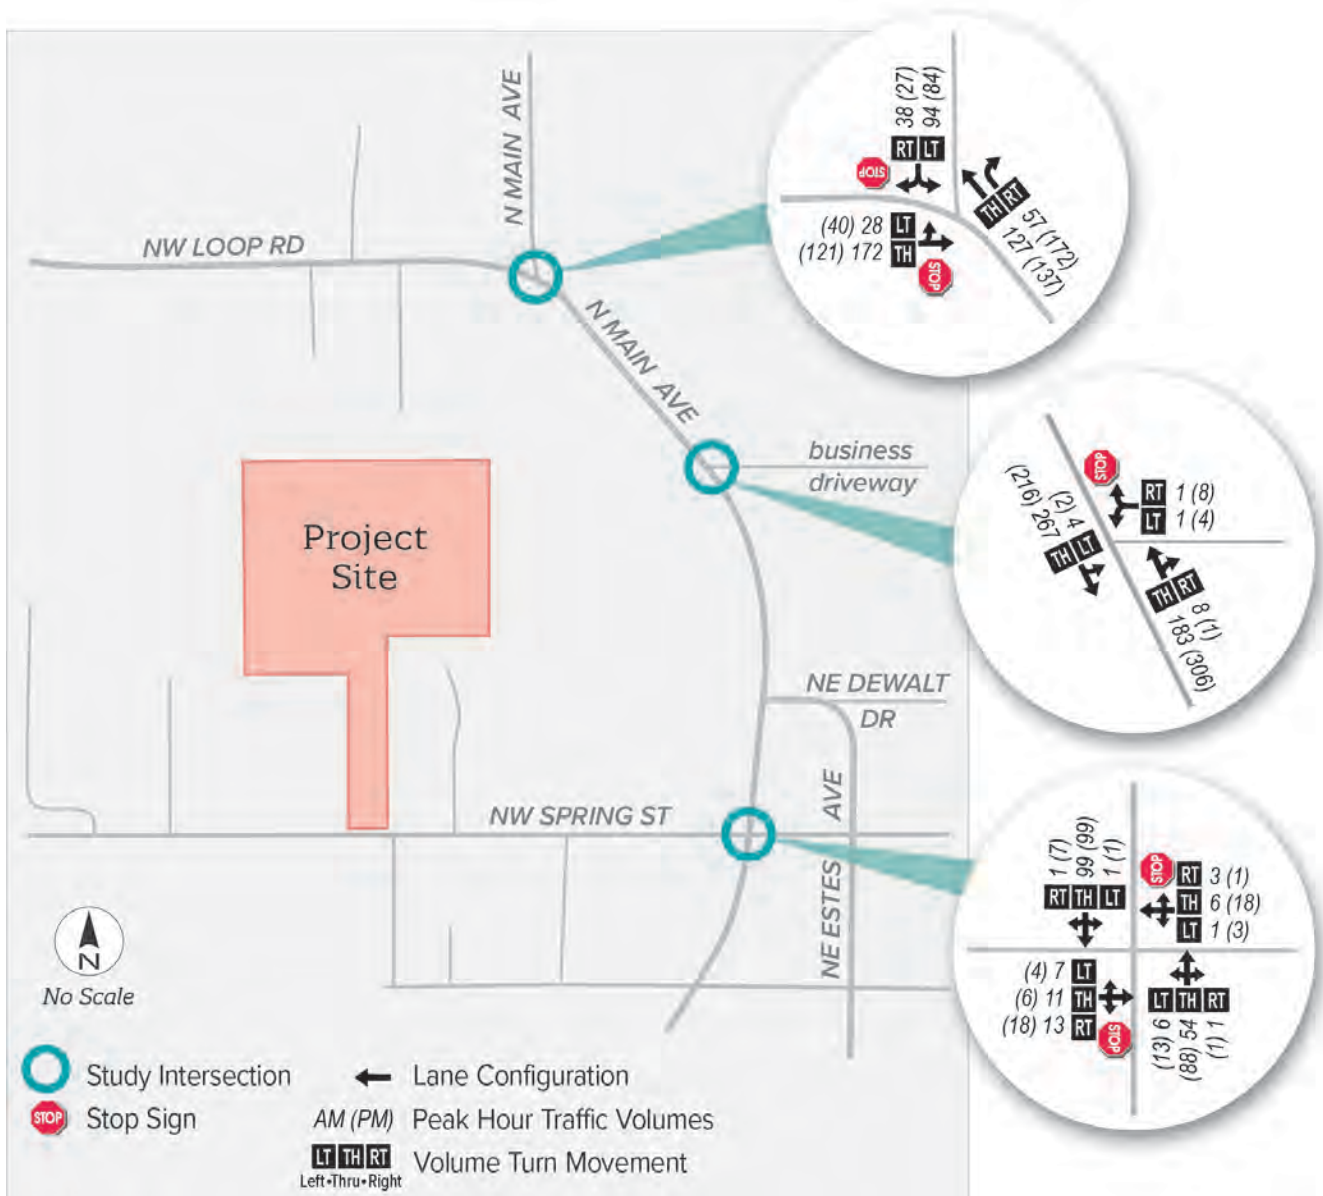 N MAIN AVE
NW LOOP RD
N MAIN AVE
business
driveway
Project
Site
NE DEWALT
DR
NW SPRING ST
NE ESTES AVE
N
No Scale
38 (27)
94 (84)
RT LT
STOP
(40) 28 LT
(121) 172 TH
STOP
TH RT
57 (172)
127 (137)
STOP
RT 1 (8)
LT 1 (4)
(2) 4
(216) 267
TH LT
TH RT
8 (1)
183 (306)
1 (7)
99 (99)
1 (1)
RT TH LT
STOP
RT 3 (1)
TH 6 (18)
LT 1 (3)
(4) 7 LT
(6) 11 TH
(18) 13 RT
STOP
LT TH RT
(13) 6
(88) 54
(1) 1
Study Intersection
Lane Configuration
STOP Stop Sign
AM (PM) Peak Hour Traffic Volumes
LT TH RT Volume Turn Movement
Left•Thru•Right